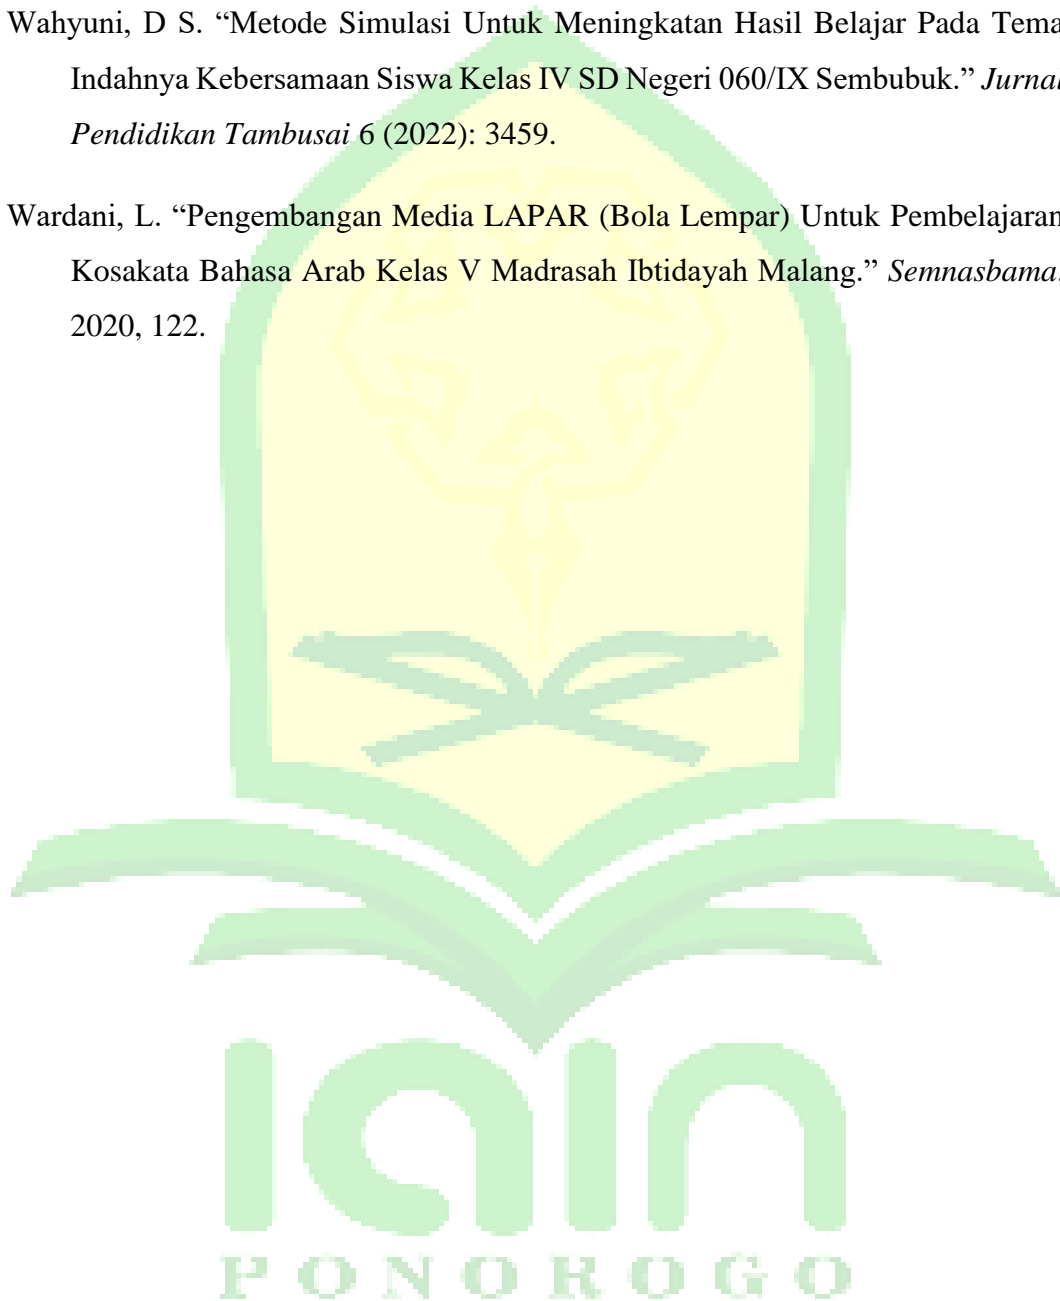 Wahyuni, D S. “Metode Simulasi Untuk Meningkatan Hasil Belajar Pada Tema
Indahnya Kebersamaan Siswa Kelas IV SD Negeri 060/IX Sembubuk.” Jurnal
Pendidikan Tambusai 6 (2022): 3459.
Wardani, L. “Pengembangan Media LAPAR (Bola Lempar) Untuk Pembelajaran
Kosakata Bahasa Arab Kelas V Madrasah Ibtidayah Malang.” Semnasbama,
2020, 122.
IAIN
PONOROGO